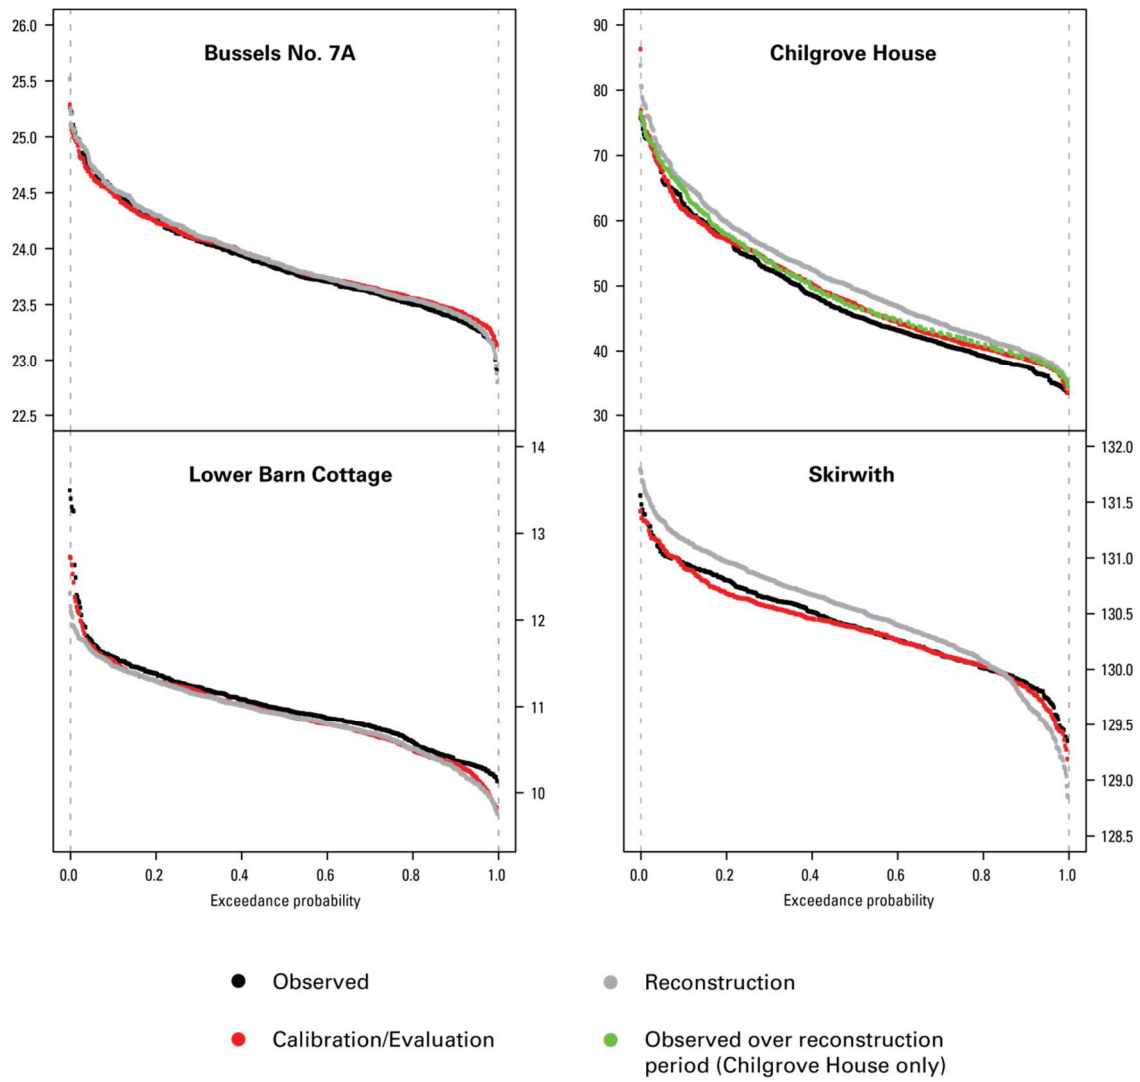 26.0
25.5
25.0
24.5
24.0
23.5
23.0
22.5
Bussels No. 7A
90
80
70
60
50
40
30
Chilgrove House
Lower Barn Cottage
14
13
12
11
10
0.0 0.2 0.4 0.6 0.8 1.0
Exceedance probability
Skirwith
132.0
131.5
131.0
130.5
130.0
129.5
129.0
128.5
0.0 0.2 0.4 0.6 0.8 1.0
Exceedance probability
Observed
Calibration/Evaluation
Reconstruction
Observed over reconstruction
period (Chilgrove House only)